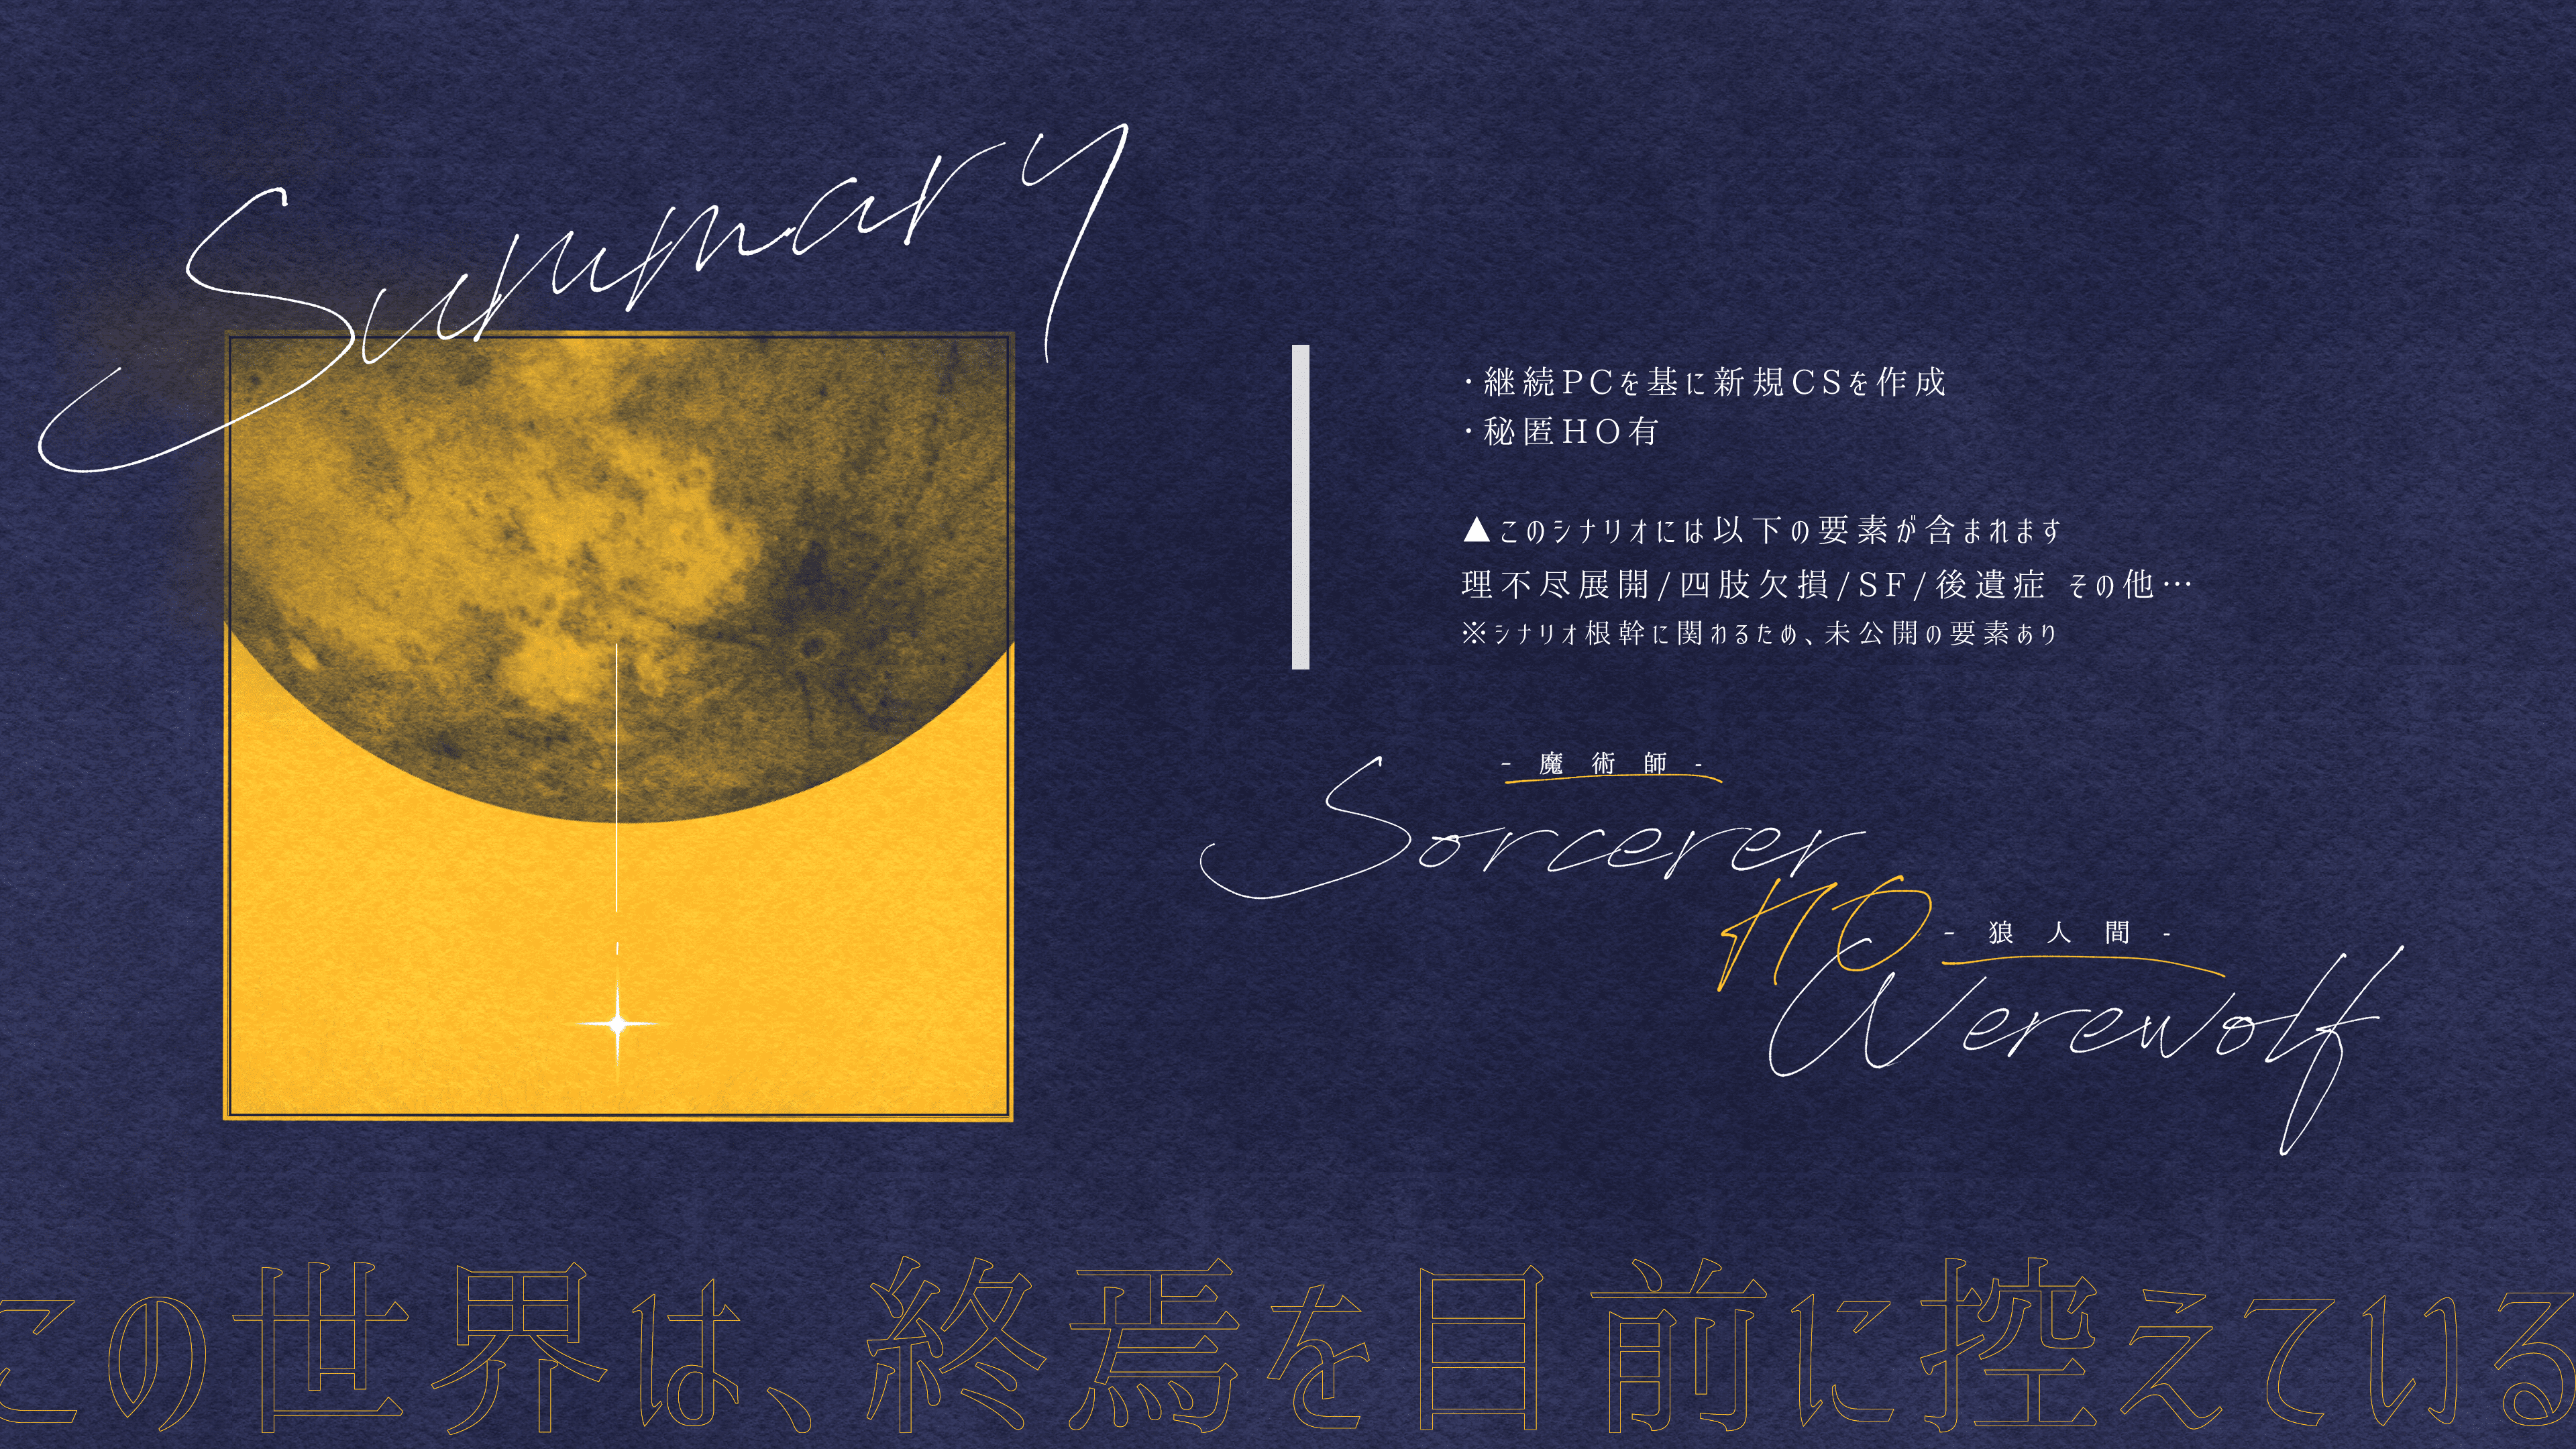 Summary
・継続PCを基に新規CSを作成
・秘匿HO有
▲このシナリオには以下の要素が含まれます
理不尽展開/四肢欠損/SF/後遺症 その他…
※シナリオ根幹に関わるため、未公開の要素あり
- 魔術師 -
Sorcerer
HO
- 狼人間 -
Werewolf
この世界は、終焉を目前に控えている